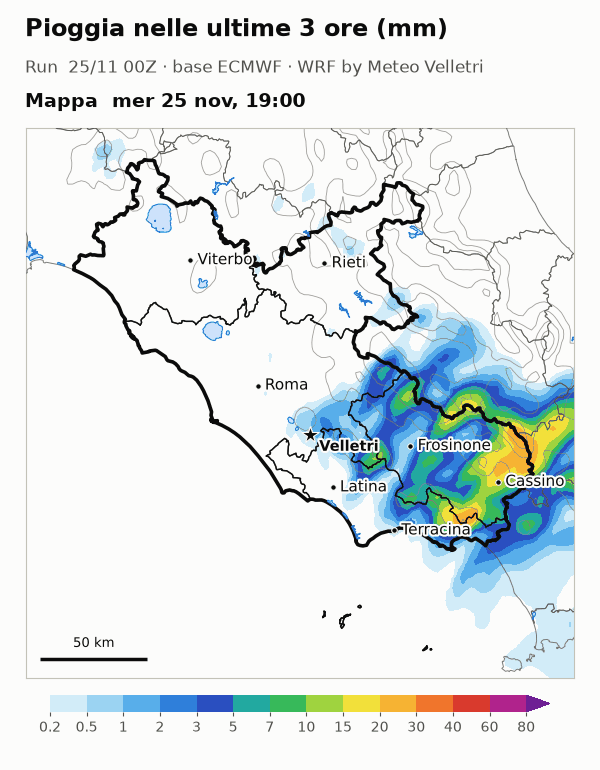 Pioggia nelle ultime 3 ore (mm)
Run  25/11 00Z · base ECMWF · WRF by Meteo Velletri
Mappa  mer 25 nov, 19:00
Viterbo
Rieti
Roma
Velletri
Frosinone
Latina
Cassino
Terracina
50 km
0.2 0.5 1 2 3 5 7 10 15 20 30 40 60 80